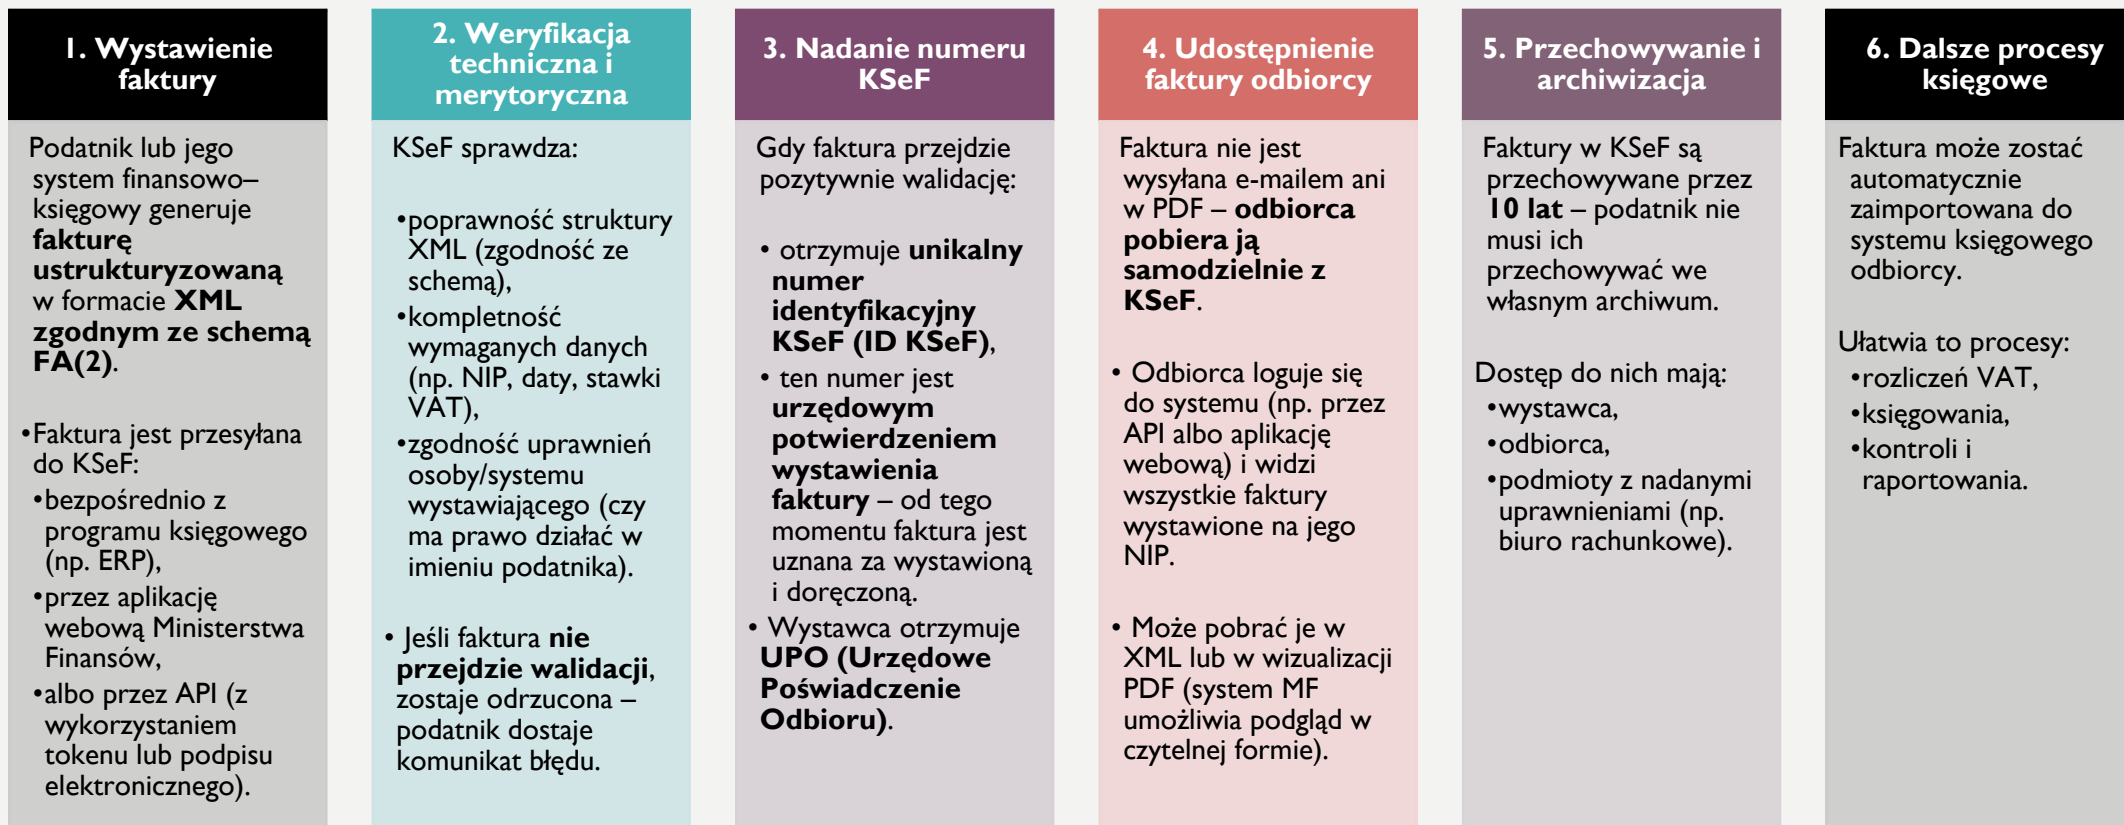 1. Wystawienie
faktury
Podatnik lub jego
system finansowo–
księgowy generuje
fakturę
ustrukturyzowaną
w formacie XML
zgodnym ze schemą
FA(2).
•Faktura jest przesyłana
do KSeF:
•bezpośrednio z
programu księgowego
(np. ERP),
•przez aplikację
webową Ministerstwa
Finansów,
•albo przez API (z
wykorzystaniem
tokenu lub podpisu
elektronicznego).
2. Weryfikacja
techniczna i
merytoryczna
KSeF sprawdza:
•poprawność struktury
XML (zgodność ze
schemą),
•kompletność
wymaganych danych
(np. NIP, daty, stawki
VAT),
•zgodność uprawnień
osoby/systemu
wystawiającego (czy
ma prawo działać w
imieniu podatnika).
• Jeśli faktura nie
przejdzie walidacji,
zostaje odrzucona –
podatnik dostaje
komunikat błędu.
3. Nadanie numeru
KSeF
Gdy faktura przejdzie
pozytywnie walidację:
• otrzymuje unikalny
numer
identyfikacyjny
KSeF (ID KSeF),
• ten numer jest
urzędowym
potwierdzeniem
wystawienia
faktury – od tego
momentu faktura jest
uznana za wystawioną
i doręczoną.
• Wystawca otrzymuje
UPO (Urzędowe
Poświadczenie
Odbioru).
4. Udostępnienie
faktury odbiorcy
Faktura nie jest
wysyłana e-mailem ani
w PDF – odbiorca
pobiera ją
samodzielnie z
KSeF.
• Odbiorca loguje się
do systemu (np. przez
API albo aplikację
webową) i widzi
wszystkie faktury
wystawione na jego
NIP.
• Może pobrać je w
XML lub w wizualizacji
PDF (system MF
umożliwia podgląd w
czytelnej formie).
5. Przechowywanie i
archiwizacja
Faktury w KSeF są
przechowywane przez
10 lat – podatnik nie
musi ich
przechowywać we
własnym archiwum.
Dostęp do nich mają:
•wystawca,
•odbiorca,
•podmioty z nadanymi
uprawnieniami (np.
biuro rachunkowe).
6. Dalsze procesy
księgowe
Faktura może zostać
automatycznie
zaimportowana do
systemu księgowego
odbiorcy.
Ułatwia to procesy:
•rozliczeń VAT,
•księgowania,
•kontroli i
raportowania.